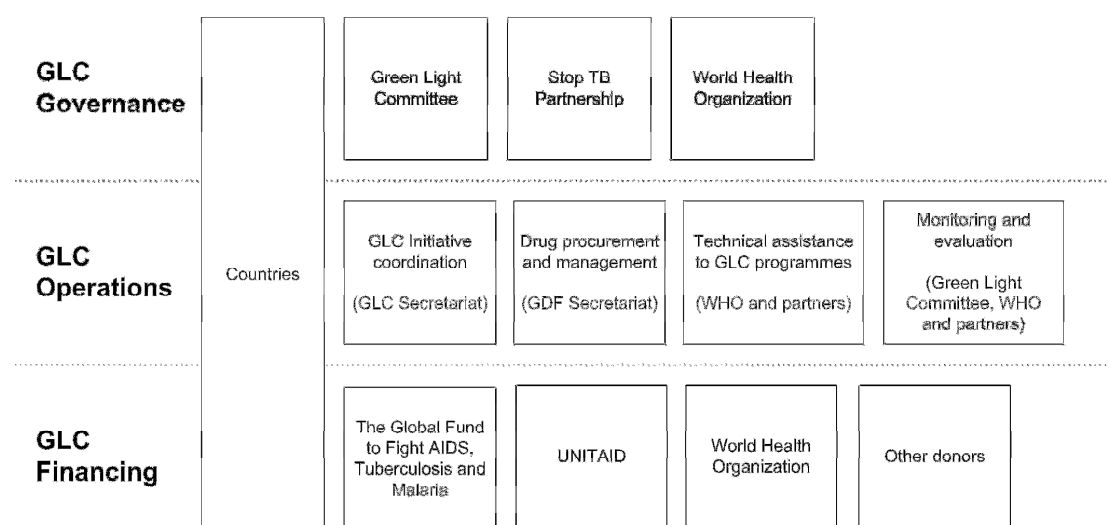 GLC
Governance
Green Light
Committee
Stop TB
Partnership
World Health
Organization
GLC
Operations
Countries
GLC Initiative
coordination
(GLC Secretariat)
Drug procurement
and management
(GDF Secretariat)
Technical assistance
to GLC programmes
(WHO and partners)
Monitoring and
evaluation
(Green Light
Committee, WHO
and partners)
GLC
Financing
The Global Fund
to Fight AIDS,
Tuberculosis and
Malaria
UNITAID
World Health
Organization
Other donors